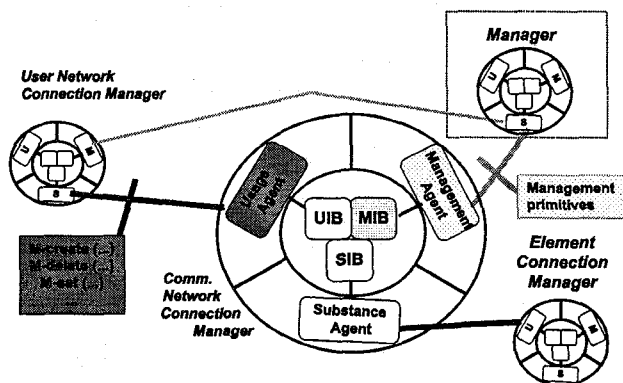 Manager
U
M
S
User Network
Connection Manager
U
M
S
Usage
Agent
Management
Agent
UIB
MIB
SIB
Management
primitives
M-create (...)
M-delete (...)
M-set (...)
...
Comm.
Network
Connection
Manager
Substance
Agent
Element
Connection
Manager
U
M
S